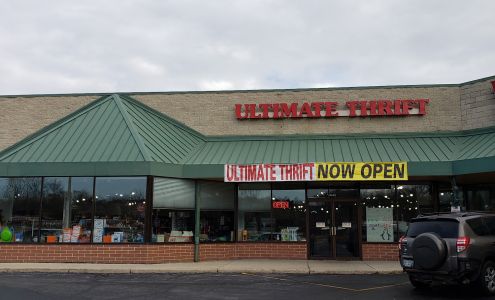 ULTIMATE THRIFT
ULTIMATE THRIFT NOW OPEN
OPEN